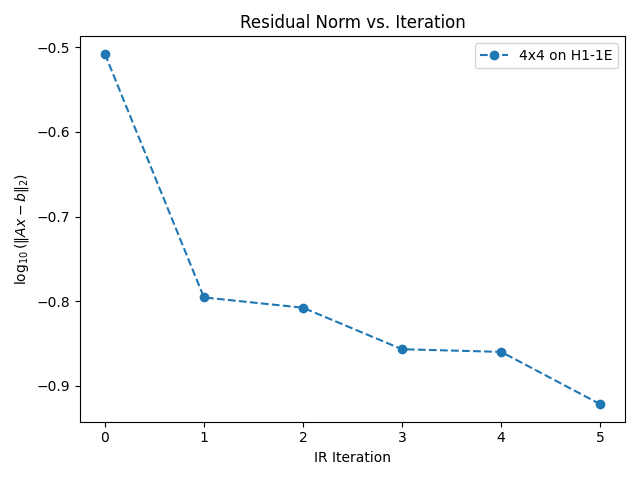 Residual Norm vs. Iteration
4x4 on H1-1E
−0.5
−0.6
−0.7
−0.8
−0.9
log₁₀(‖Ax − b‖₂)
0 1 2 3 4 5
IR Iteration